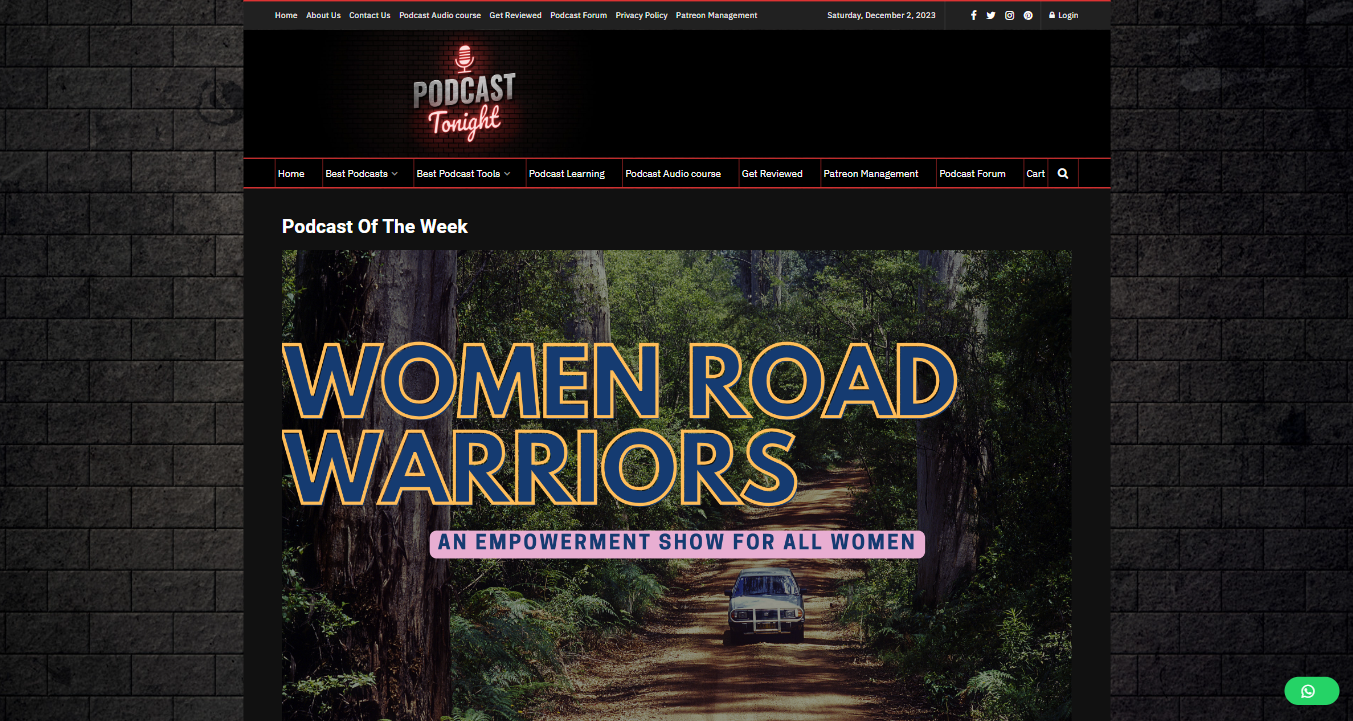 Home About Us Contact Us Podcast Audio course Get Reviewed Podcast Forum Privacy Policy Patreon Management Saturday, December 2, 2023 Login
PODCAST
Tonight
Home Best Podcasts Best Podcast Tools Podcast Learning Podcast Audio course Get Reviewed Patreon Management Podcast Forum Cart
Podcast Of The Week
WOMEN ROAD
WARRIORS
AN EMPOWERMENT SHOW FOR ALL WOMEN